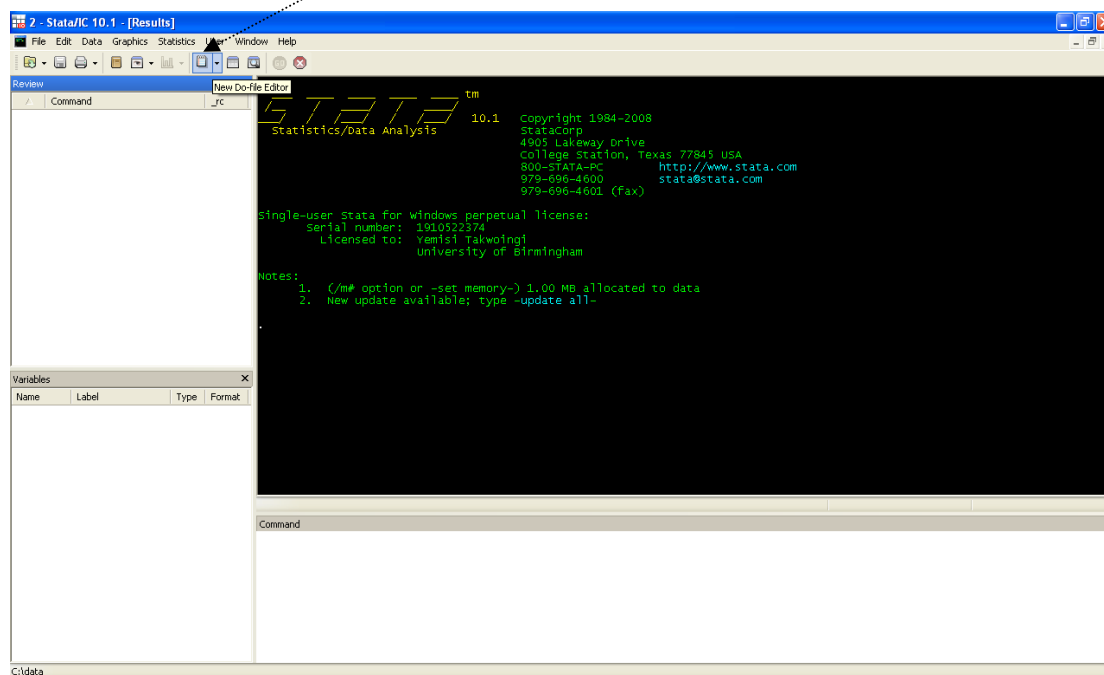 2 - Stata/IC 10.1 - [Results]
File Edit Data Graphics Statistics User Window Help
New Do-file Editor
Review
Command _rc
STATA tm
10.1 Copyright 1984-2008
Statistics/Data Analysis StataCorp
4905 Lakeway Drive
College Station, Texas 77845 USA
800-STATA-PC http://www.stata.com
979-696-4600 stata@stata.com
979-696-4601 (fax)
Single-user Stata for Windows perpetual license:
Serial number: 1910522374
Licensed to: Yemisi Takwoingi
University of Birmingham
Notes:
1. (/m# option or -set memory-) 1.00 MB allocated to data
2. New update available; type -update all-
.
Variables
Name Label Type Format
Command
C:\data